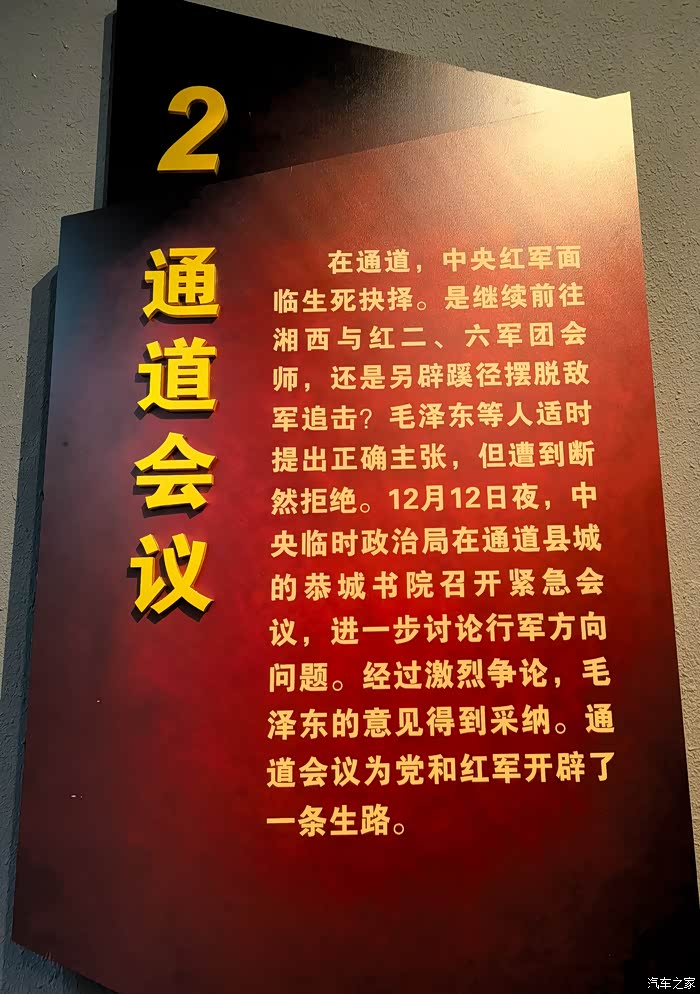 2
通道会议
在通道，中央红军面
临生死抉择。是继续前往
湘西与红二、六军团会
师，还是另辟蹊径摆脱敌
军追击？毛泽东等人适时
提出正确主张，但遭到断
然拒绝。12月12日夜，中
央临时政治局在通道县城
的恭城书院召开紧急会
议，进一步讨论行军方向
问题。经过激烈争论，毛
泽东的意见得到采纳。通
道会议为党和红军开辟了
一条生路。
汽车之家